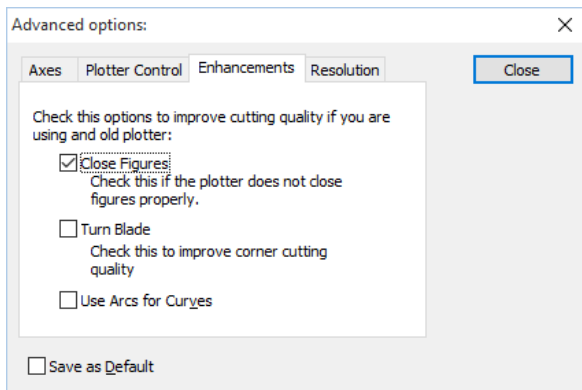 Advanced options:
Axes Plotter Control Enhancements Resolution Close
Check this options to improve cutting quality if you are
using and old plotter:
Close Figures
Check this if the plotter does not close
figures properly.
Turn Blade
Check this to improve corner cutting
quality
Use Arcs for Curves
Save as Default